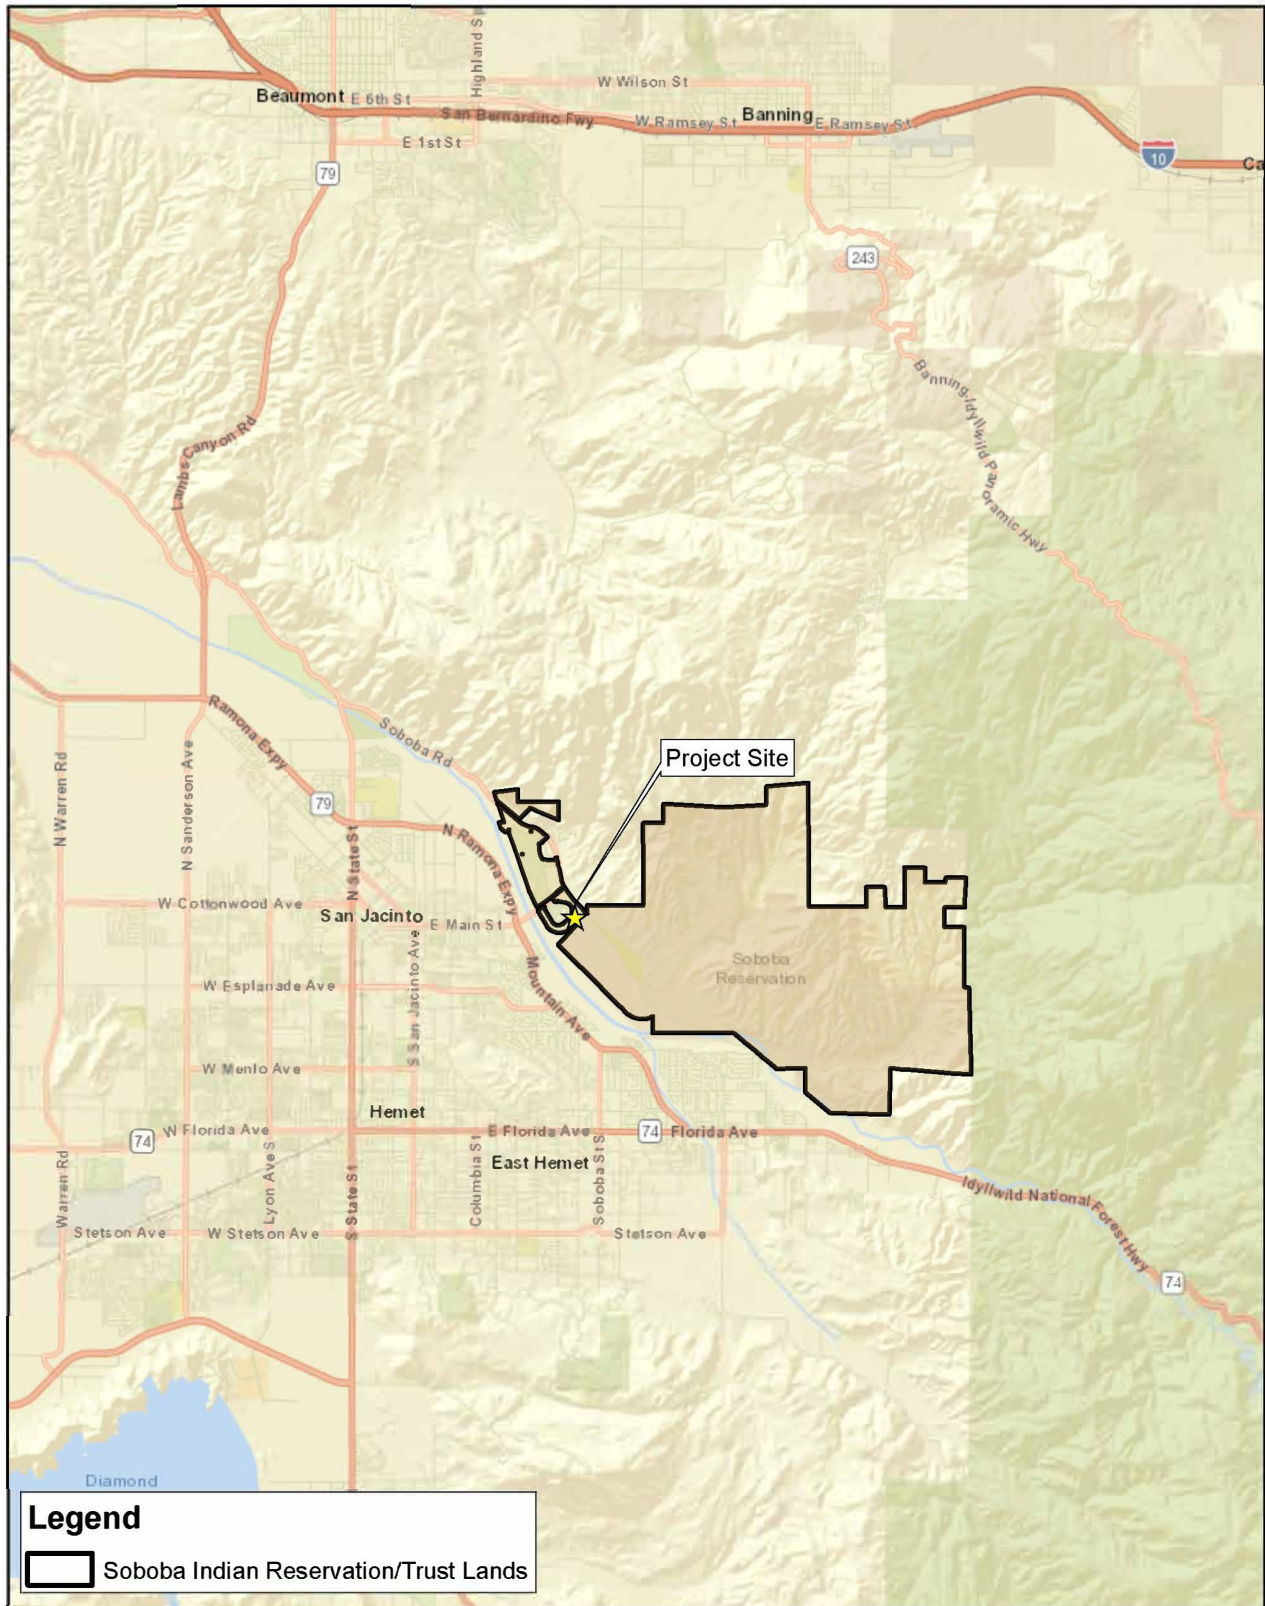 Highland S
W Wilson St
Beaumont
E 6th St
San Bernardino Fwy
W Ramsey St
Banning
E Ramsey St
E 1st St
10
Ca
79
243
Banning-Idyllwild Panoramic Hwy
Lambs Canyon Rd
Ramona Expy
Soboba Rd
Project Site
N Warren Rd
N Sanderson Ave
79
N State St
N Ramona Expy
W Cottonwood Ave
San Jacinto
E Main St
S San Jacinto Ave
Soboba
Reservation
W Esplanade Ave
Mountain Ave
W Menlo Ave
Hemet
74
W Florida Ave
E Florida Ave
74
Florida Ave
East Hemet
Warren Rd
Lyon Ave S
S State St
Columbia St
Soboba St S
Idyllwild National Forest Hwy
Stetson Ave
W Stetson Ave
Stetson Ave
74
Diamond
Legend
Soboba Indian Reservation/Trust Lands